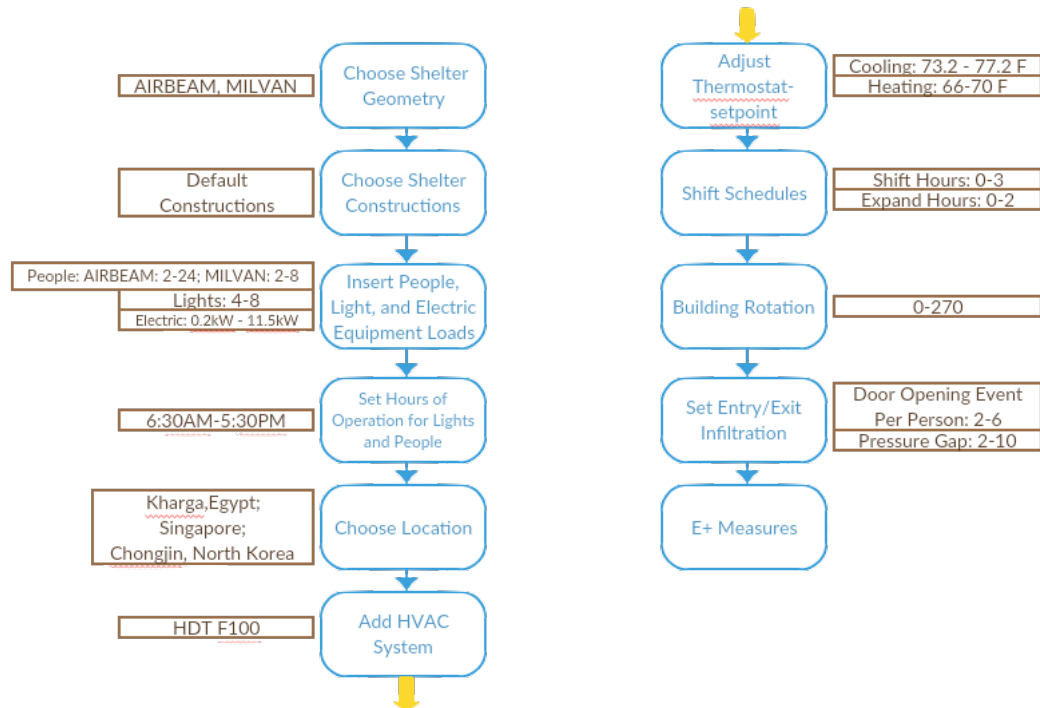 Choose Shelter
Geometry
AIRBEAM, MILVAN
Choose Shelter
Constructions
Default
Constructions
Insert People,
Light, and Electric
Equipment Loads
People: AIRBEAM: 2-24; MILVAN: 2-8
Lights: 4-8
Electric: 0.2kW - 11.5kW
Set Hours of
Operation for Lights
and People
6:30AM-5:30PM
Choose Location
Kharga,Egypt;
Singapore;
Chongjin, North Korea
Add HVAC
System
HDT F100
Adjust
Thermostat-
setpoint
Cooling: 73.2 - 77.2 F
Heating: 66-70 F
Shift Schedules
Shift Hours: 0-3
Expand Hours: 0-2
Building Rotation
0-270
Set Entry/Exit
Infiltration
Door Opening Event
Per Person: 2-6
Pressure Gap: 2-10
E+ Measures